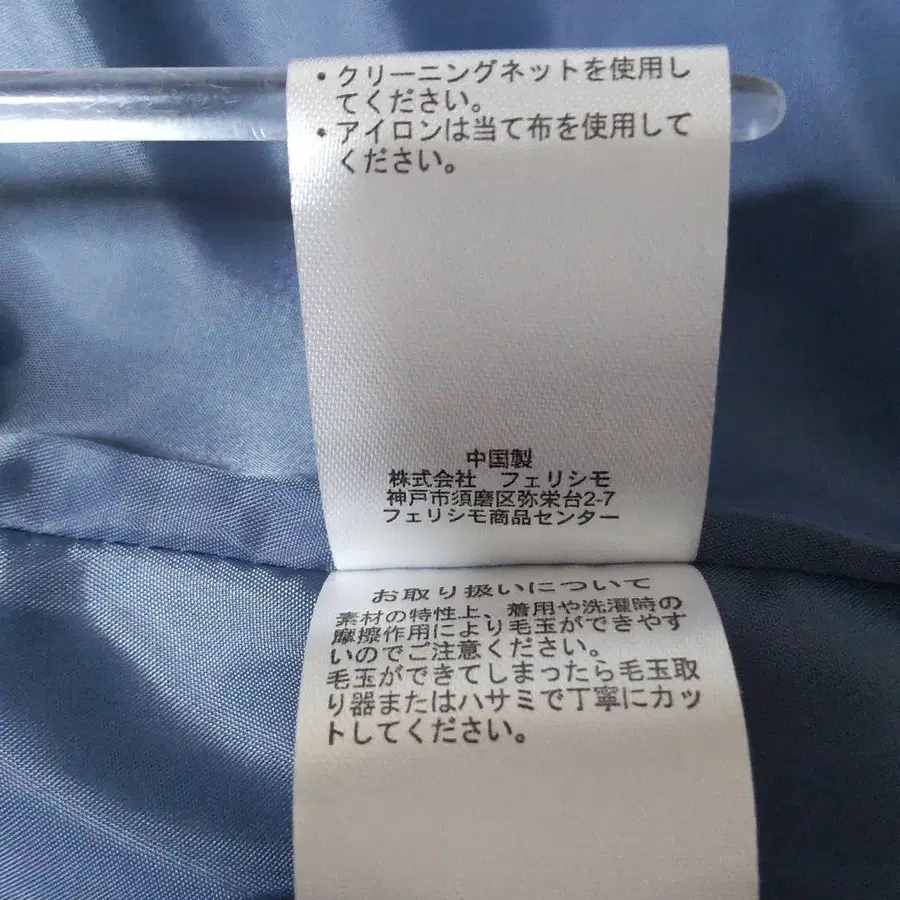 ・クリーニングネットを使用し
てください。
・アイロンは当て布を使用して
ください。
中国製
株式会社　フェリシモ
神戸市須磨区弥栄台2-7
フェリシモ商品センター
お取り扱いについて
素材の特性上、着用や洗濯時の
摩擦作用により毛玉ができやす
いのでご注意ください。
毛玉ができてしまったら毛玉取
り器またはハサミで丁寧にカッ
トしてください。